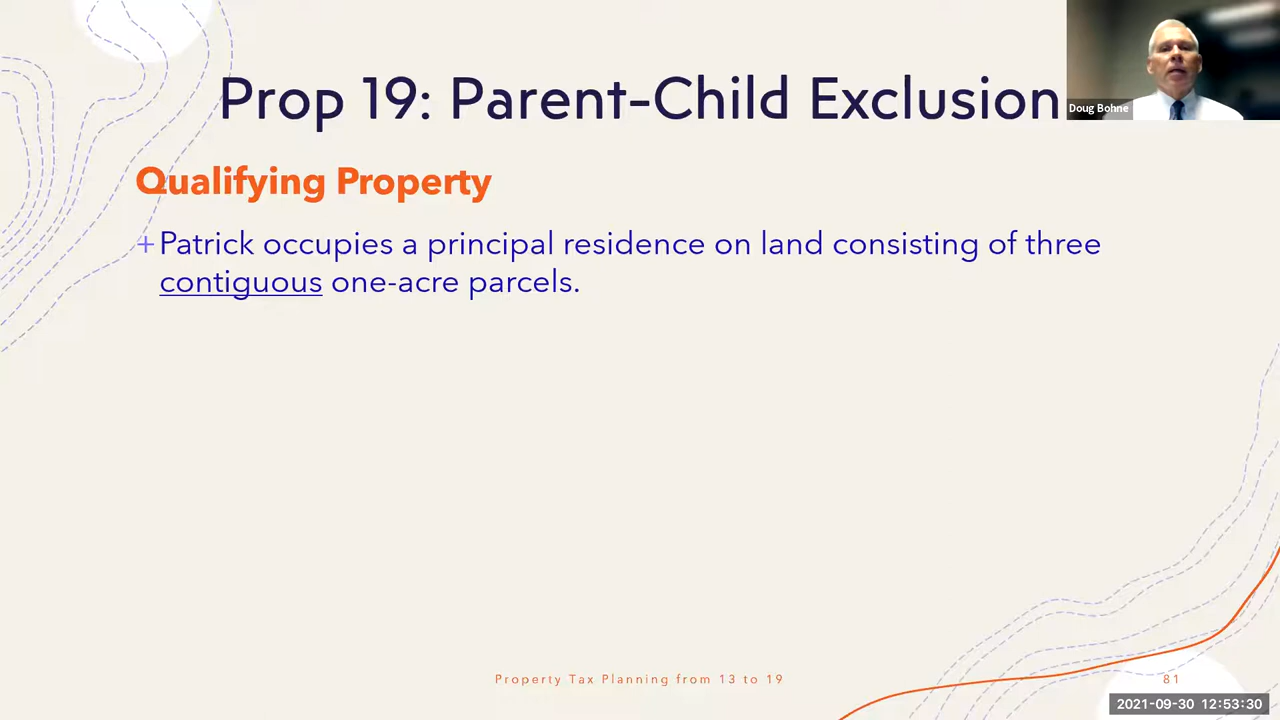 Prop 19: Parent-Child Exclusion
Doug Bohne
Qualifying Property
+Patrick occupies a principal residence on land consisting of three
contiguous one-acre parcels.
Property Tax Planning from 13 to 19
81
2021-09-30 12:53:30